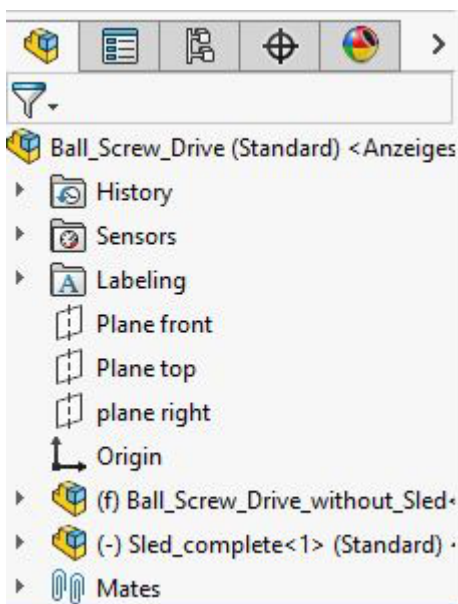 Ball_Screw_Drive (Standard) <Anzeiges
History
Sensors
A Labeling
Plane front
Plane top
plane right
Origin
(f) Ball_Screw_Drive_without_Sled<
(-) Sled_complete<1> (Standard)
Mates